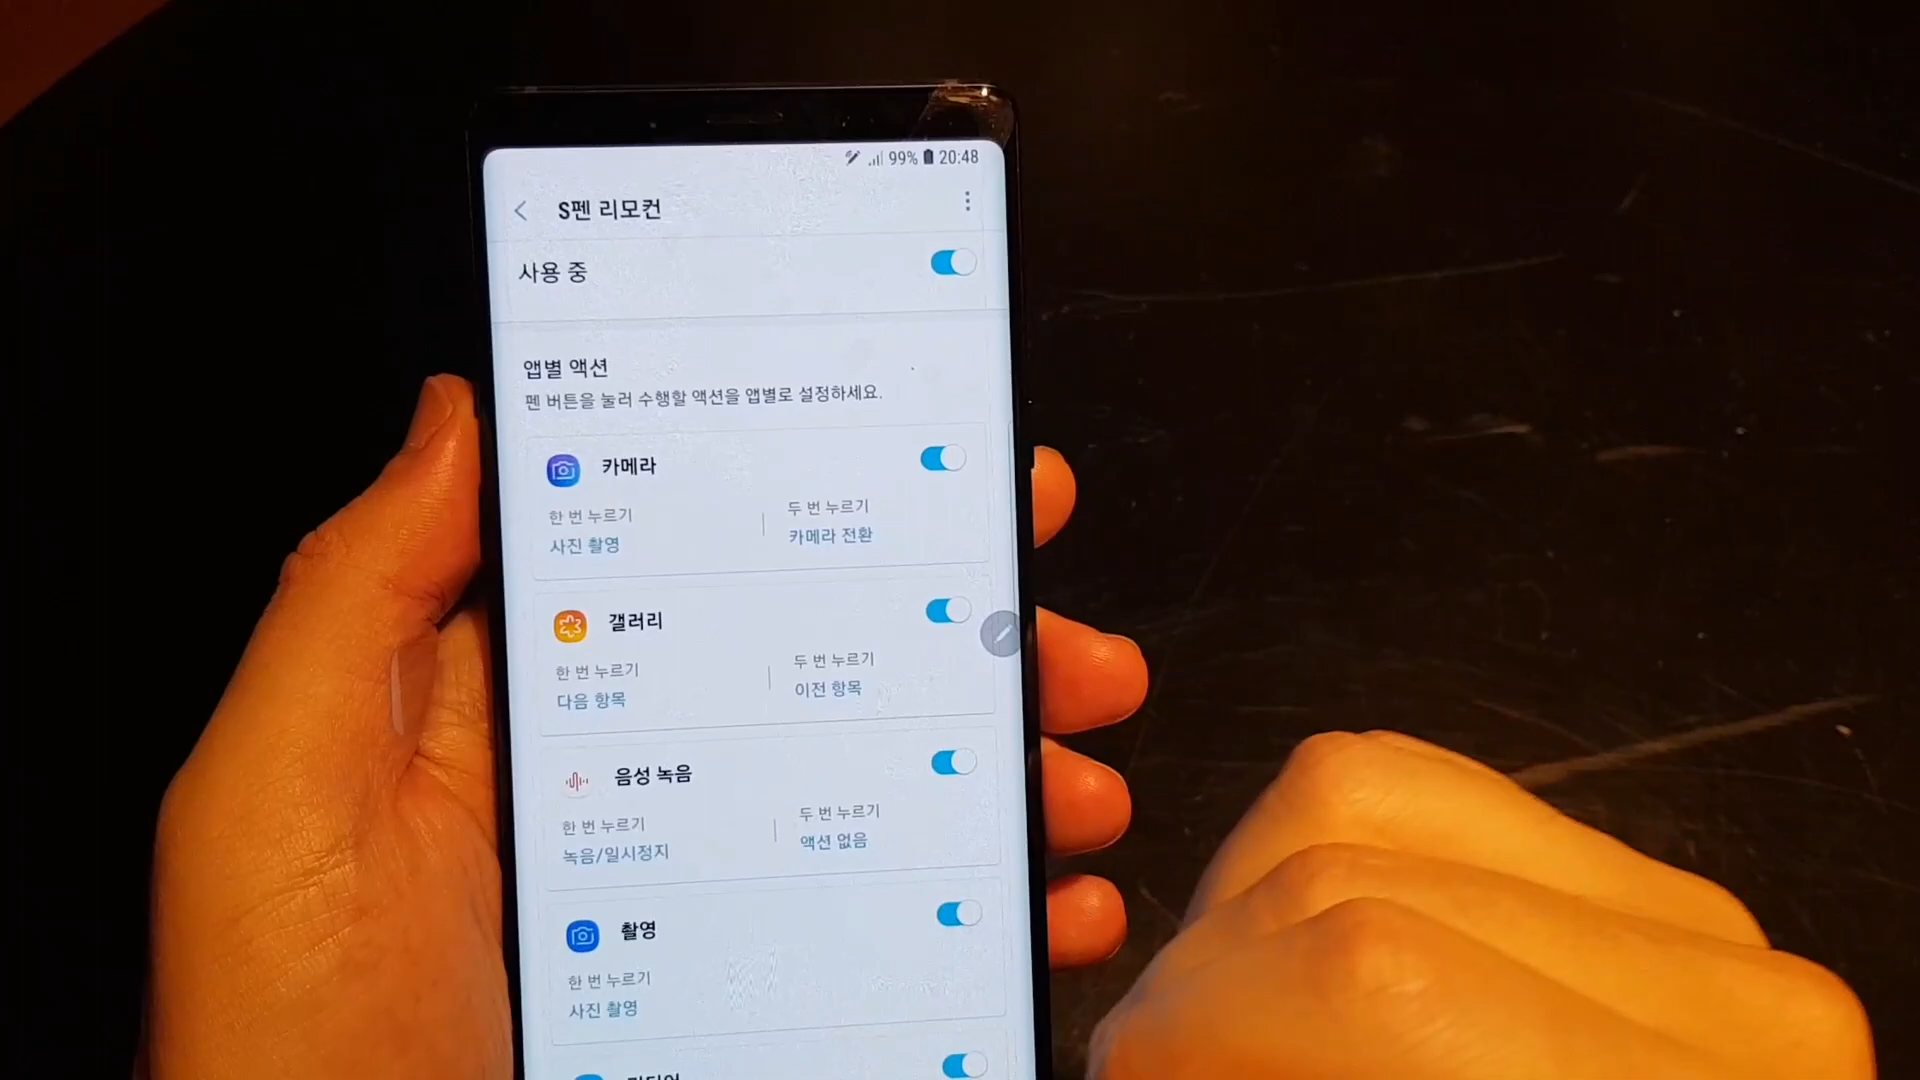 99% 20:48
S펜 리모컨
사용 중
앱별 액션
펜 버튼을 눌러 수행할 액션을 앱별로 설정하세요.
카메라
한 번 누르기
사진 촬영
두 번 누르기
카메라 전환
갤러리
한 번 누르기
다음 항목
두 번 누르기
이전 항목
음성 녹음
한 번 누르기
녹음/일시정지
두 번 누르기
액션 없음
촬영
한 번 누르기
사진 촬영